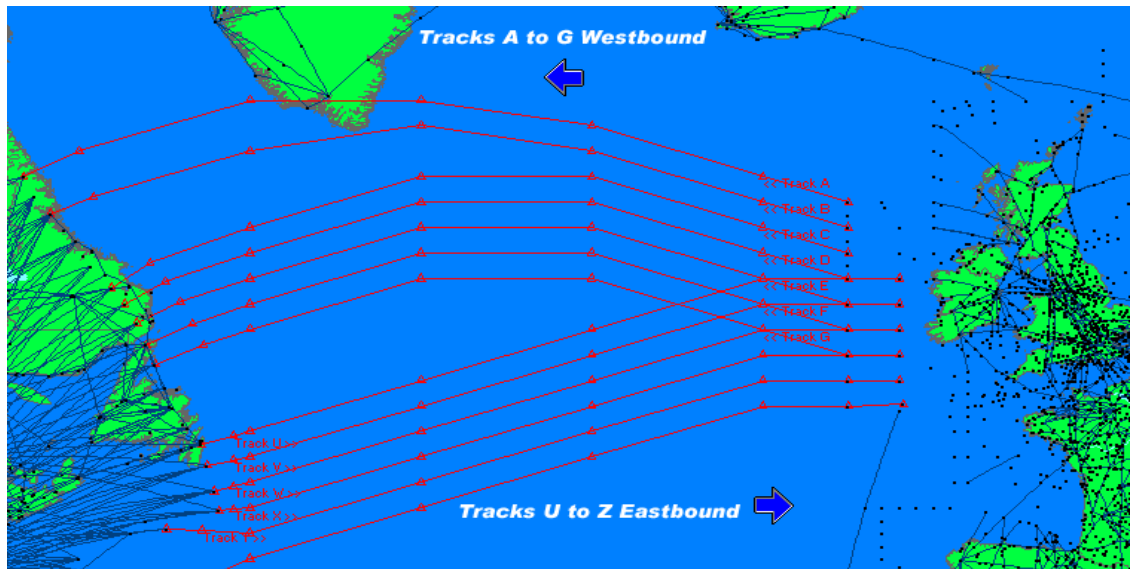 Tracks A to G Westbound
<< Track A
<< Track B
<< Track C
<< Track D
<< Track E
<< Track F
<< Track G
Track U >>
Track V >>
Track W >>
Track X >>
Track Y >>
Tracks U to Z Eastbound